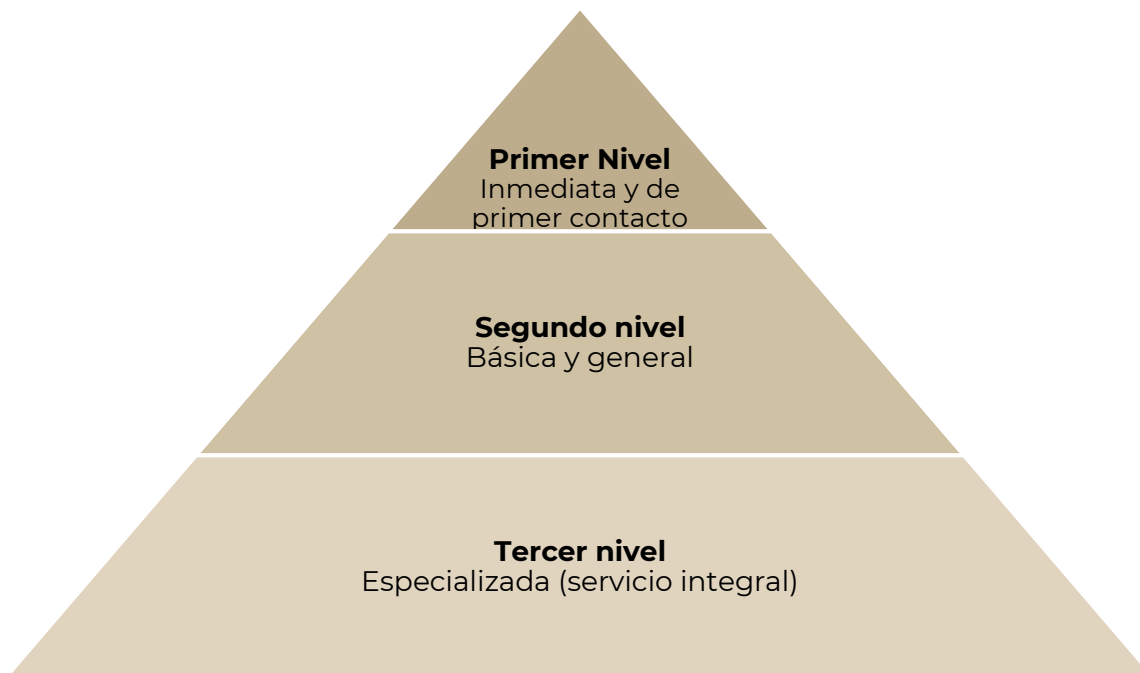 Primer Nivel
Inmediata y de
primer contacto
Segundo nivel
Básica y general
Tercer nivel
Especializada (servicio integral)